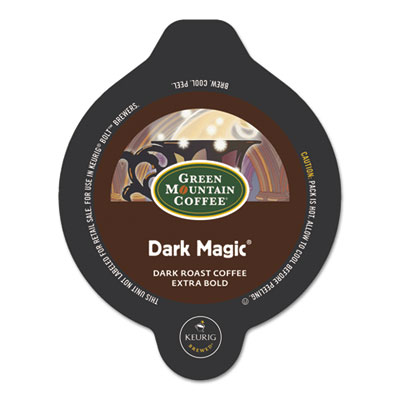 BREW. COOL. PEEL.
THIS UNIT NOT LABELED FOR RETAIL SALE. FOR USE IN KEURIG® BOLT™ BREWERS.
CAUTION: PACK IS HOT. ALLOW TO COOL BEFORE PEELING.
GREEN
MOUNTAIN
COFFEE®
Dark Magic®
DARK ROAST COFFEE
EXTRA BOLD
KEURIG
BREWED®